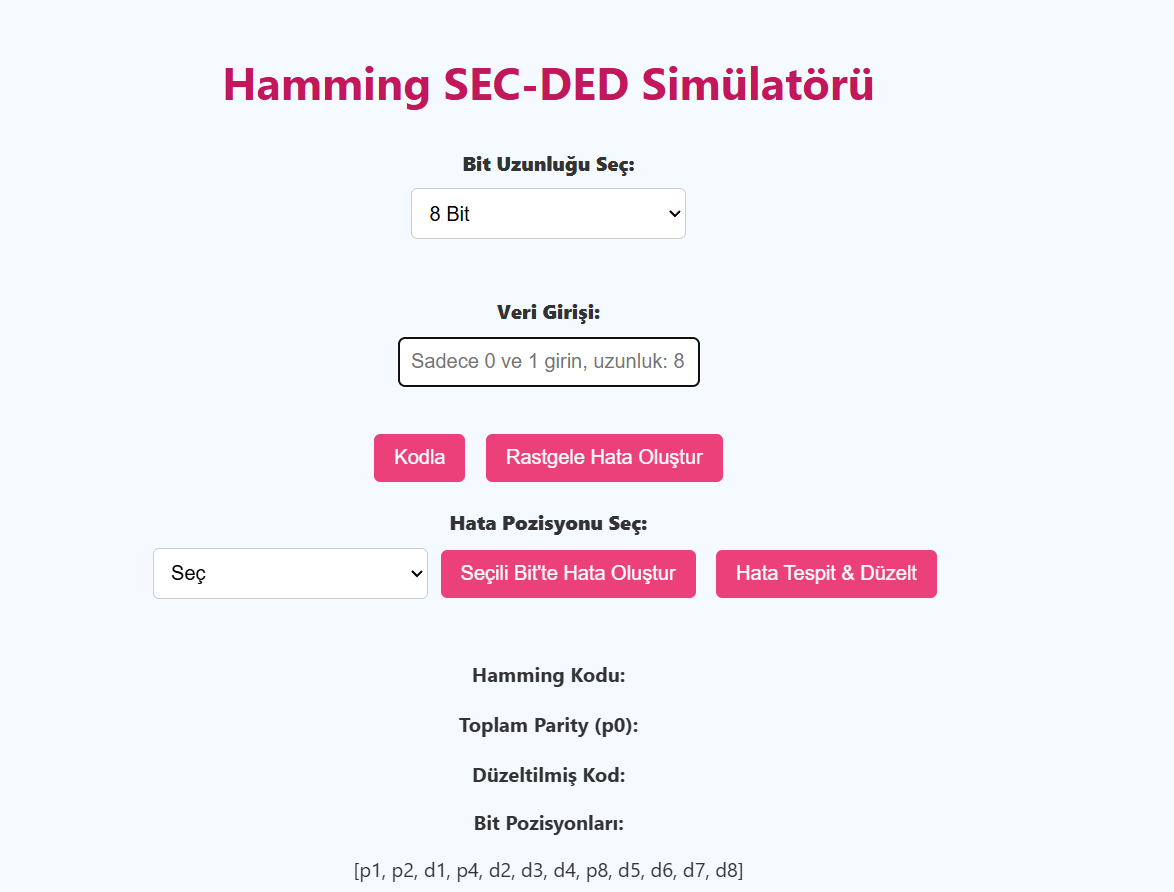 Hamming SEC-DED Simülatörü
Bit Uzunluğu Seç:
8 Bit
Veri Girişi:
Sadece 0 ve 1 girin, uzunluk: 8
Kodla Rastgele Hata Oluştur
Hata Pozisyonu Seç:
Seç Seçili Bit'te Hata Oluştur Hata Tespit & Düzelt
Hamming Kodu:
Toplam Parity (p0):
Düzeltilmiş Kod:
Bit Pozisyonları:
[p1, p2, d1, p4, d2, d3, d4, p8, d5, d6, d7, d8]